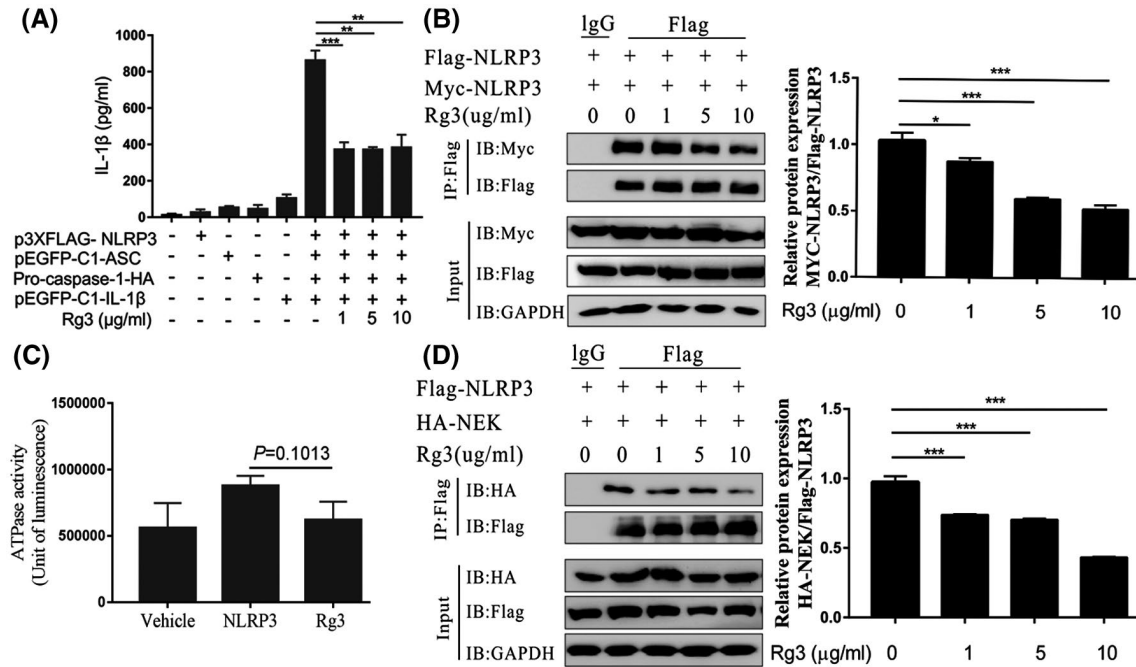 (A)
IL-1β (pg/ml)
1000
800
600
400
200
0
**
**
***
p3XFLAG- NLRP3 - + - - - + + + +
pEGFP-C1-ASC - - + - - + + + +
Pro-caspase-1-HA - - - + - + + + +
pEGFP-C1-IL-1β - - - - + + + + +
Rg3 (μg/ml) - - - - - - 1 5 10
(B)
IgG Flag
Flag-NLRP3 + + + + +
Myc-NLRP3 + + + + +
Rg3(ug/ml) 0 0 1 5 10
IP:Flag
IB:Myc
IB:Flag
Input
IB:Myc
IB:Flag
IB:GAPDH
Relative protein expression
MYC-NLRP3/Flag-NLRP3
1.5
1.0
0.5
0.0
***
***
*
Rg3 (μg/ml) 0 1 5 10
(C)
ATPase activity
(Unit of luminescence)
1500000
1000000
500000
0
P=0.1013
Vehicle NLRP3 Rg3
(D)
IgG Flag
Flag-NLRP3 + + + + +
HA-NEK + + + + +
Rg3(ug/ml) 0 0 1 5 10
IP:Flag
IB:HA
IB:Flag
Input
IB:HA
IB:Flag
IB:GAPDH
Relative protein expression
HA-NEK/Flag-NLRP3
1.5
1.0
0.5
0.0
***
***
***
Rg3 (μg/ml) 0 1 5 10